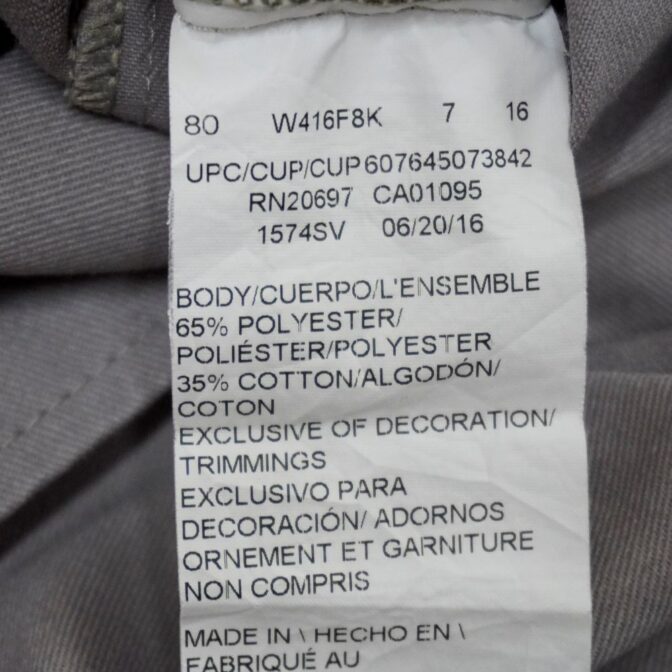 80 W416F8K 7 16
UPC/CUP/CUP607645073842
RN20697 CA01095
1574SV 06/20/16
BODY/CUERPO/L'ENSEMBLE
65% POLYESTER/
POLIÉSTER/POLYESTER
35% COTTON/ALGODÓN/
COTON
EXCLUSIVE OF DECORATION/
TRIMMINGS
EXCLUSIVO PARA
DECORACIÓN/ ADORNOS
ORNEMENT ET GARNITURE
NON COMPRIS
MADE IN \ HECHO EN \
FABRIQUÉ AU